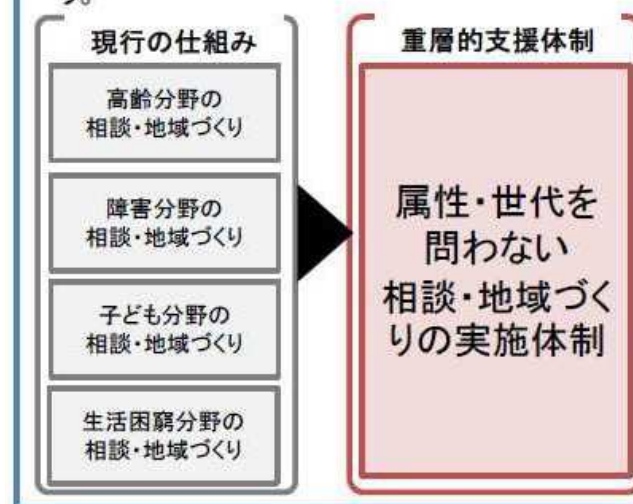 す。
現行の仕組み
高齢分野の
相談・地域づくり
障害分野の
相談・地域づくり
子ども分野の
相談・地域づくり
生活困窮分野の
相談・地域づくり
重層的支援体制
属性・世代を
問わない
相談・地域づく
りの実施体制